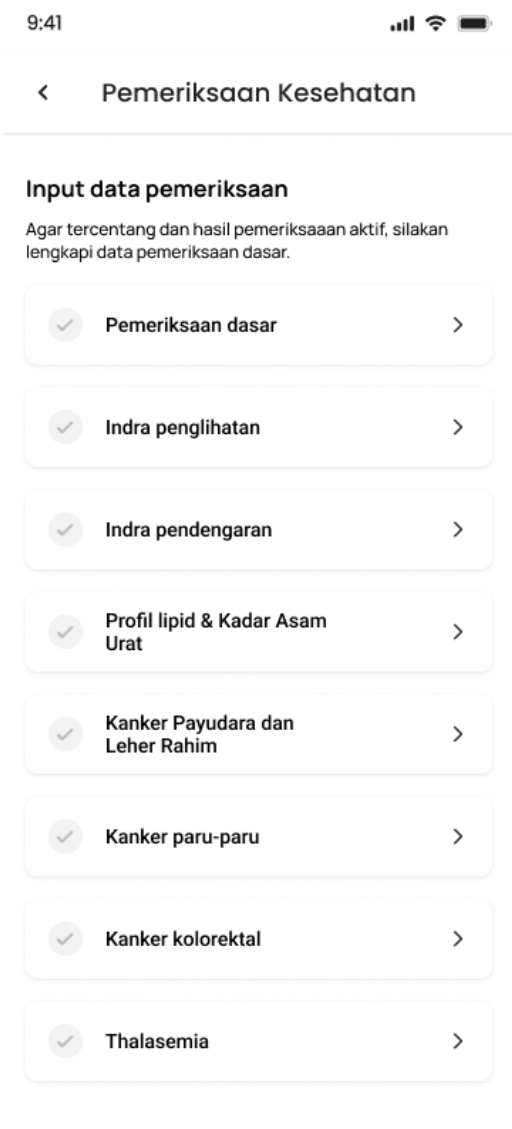 9:41
Pemeriksaan Kesehatan
Input data pemeriksaan
Agar tercentang dan hasil pemeriksaaan aktif, silakan
lengkapi data pemeriksaan dasar.
Pemeriksaan dasar
Indra penglihatan
Indra pendengaran
Profil lipid & Kadar Asam
Urat
Kanker Payudara dan
Leher Rahim
Kanker paru-paru
Kanker kolorektal
Thalasemia